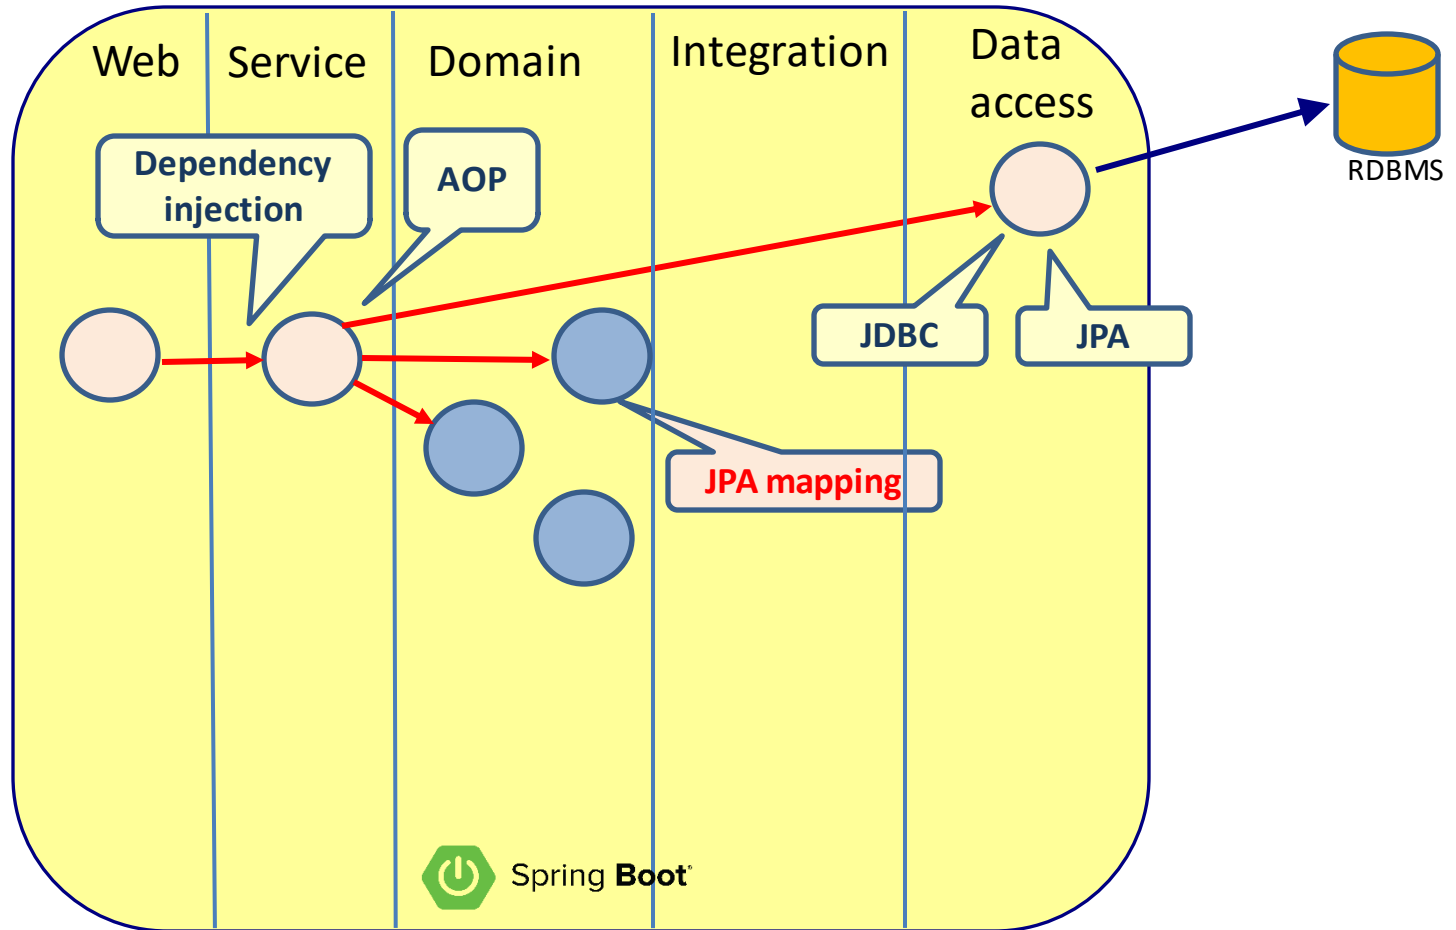 Web
Service
Domain
Integration
Data
access
Dependency
injection
AOP
RDBMS
JDBC
JPA
JPA mapping
Spring Boot